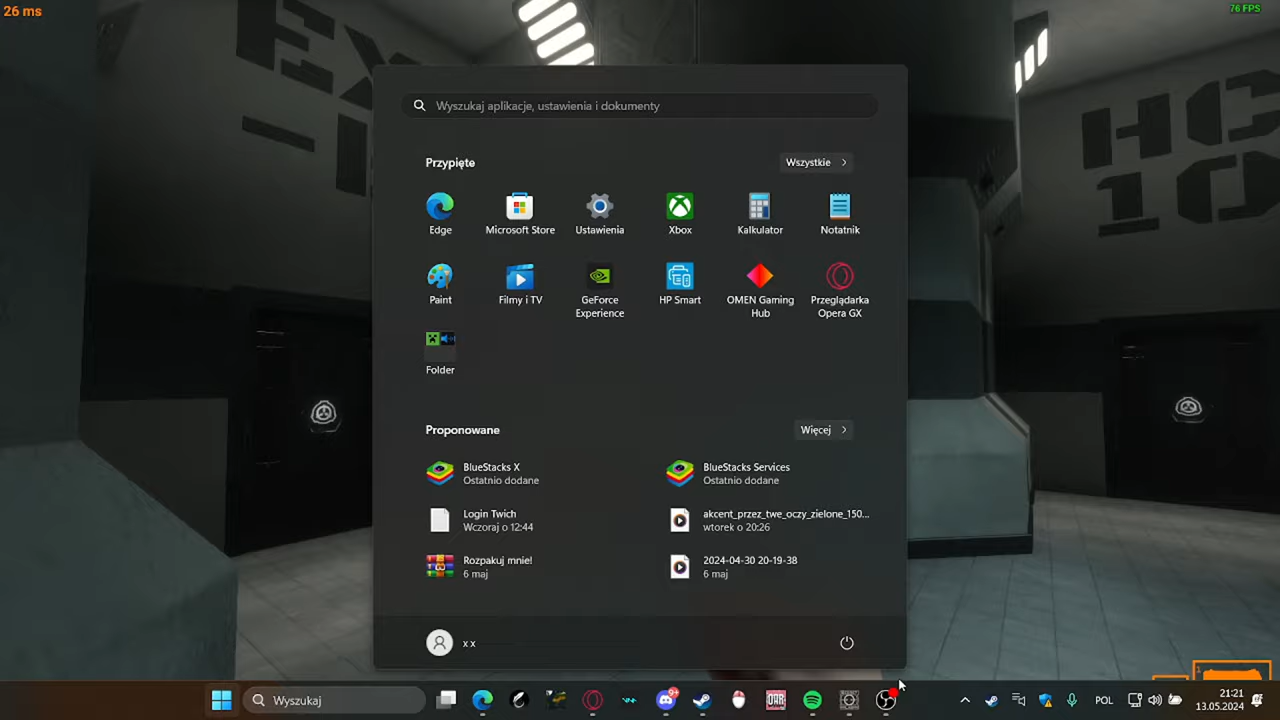 26 ms
76 FPS
EX
HC
10
Wyszukaj aplikacje, ustawienia i dokumenty
Przypięte
Wszystkie
Edge
Microsoft Store
Ustawienia
Xbox
Kalkulator
Notatnik
Paint
Filmy i TV
GeForce
Experience
HP Smart
OMEN Gaming
Hub
Przeglądarka
Opera GX
Folder
Proponowane
Więcej
BlueStacks X
Ostatnio dodane
BlueStacks Services
Ostatnio dodane
Login Twich
Wczoraj o 12:44
akcent_przez_twe_oczy_zielone_150...
wtorek o 20:26
Rozpakuj mnie!
6 maj
2024-04-30 20-19-38
6 maj
x x
Wyszukaj
POL
21:21
13.05.2024